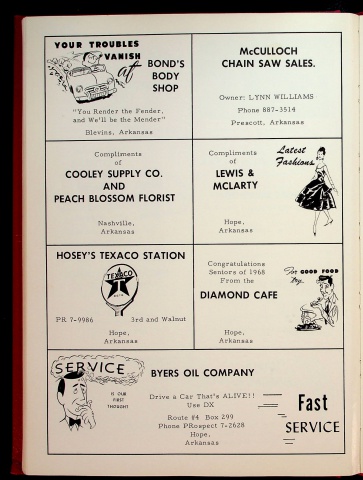 YOUR TROUBLES
VANISH
at
BOND'S
BODY
SHOP
"You Render the Fender,
and We'll be the Mender"
Blevins, Arkansas
McCULLOCH
CHAIN SAW SALES.
Owner: LYNN WILLIAMS
Phone 887-3514
Prescott, Arkansas
Compliments
of
COOLEY SUPPLY CO.
AND
PEACH BLOSSOM FLORIST
Nashville,
Arkansas
Compliments
of
LEWIS &
McLARTY
Latest
Fashions
Hope,
Arkansas
HOSEY'S TEXACO STATION
TEXACO
T
PR 7-9986
3rd and Walnut
Hope,
Arkansas
Congratulations
Seniors of 1968
From the
DIAMOND CAFE
For GOOD FOOD
Try...
Hope,
Arkansas
SERVICE
IS OUR
FIRST
THOUGHT
BYERS OIL COMPANY
Drive a Car That's ALIVE!!
Use DX
Route #4 Box 299
Phone PRospect 7-2628
Hope,
Arkansas
Fast
SERVICE